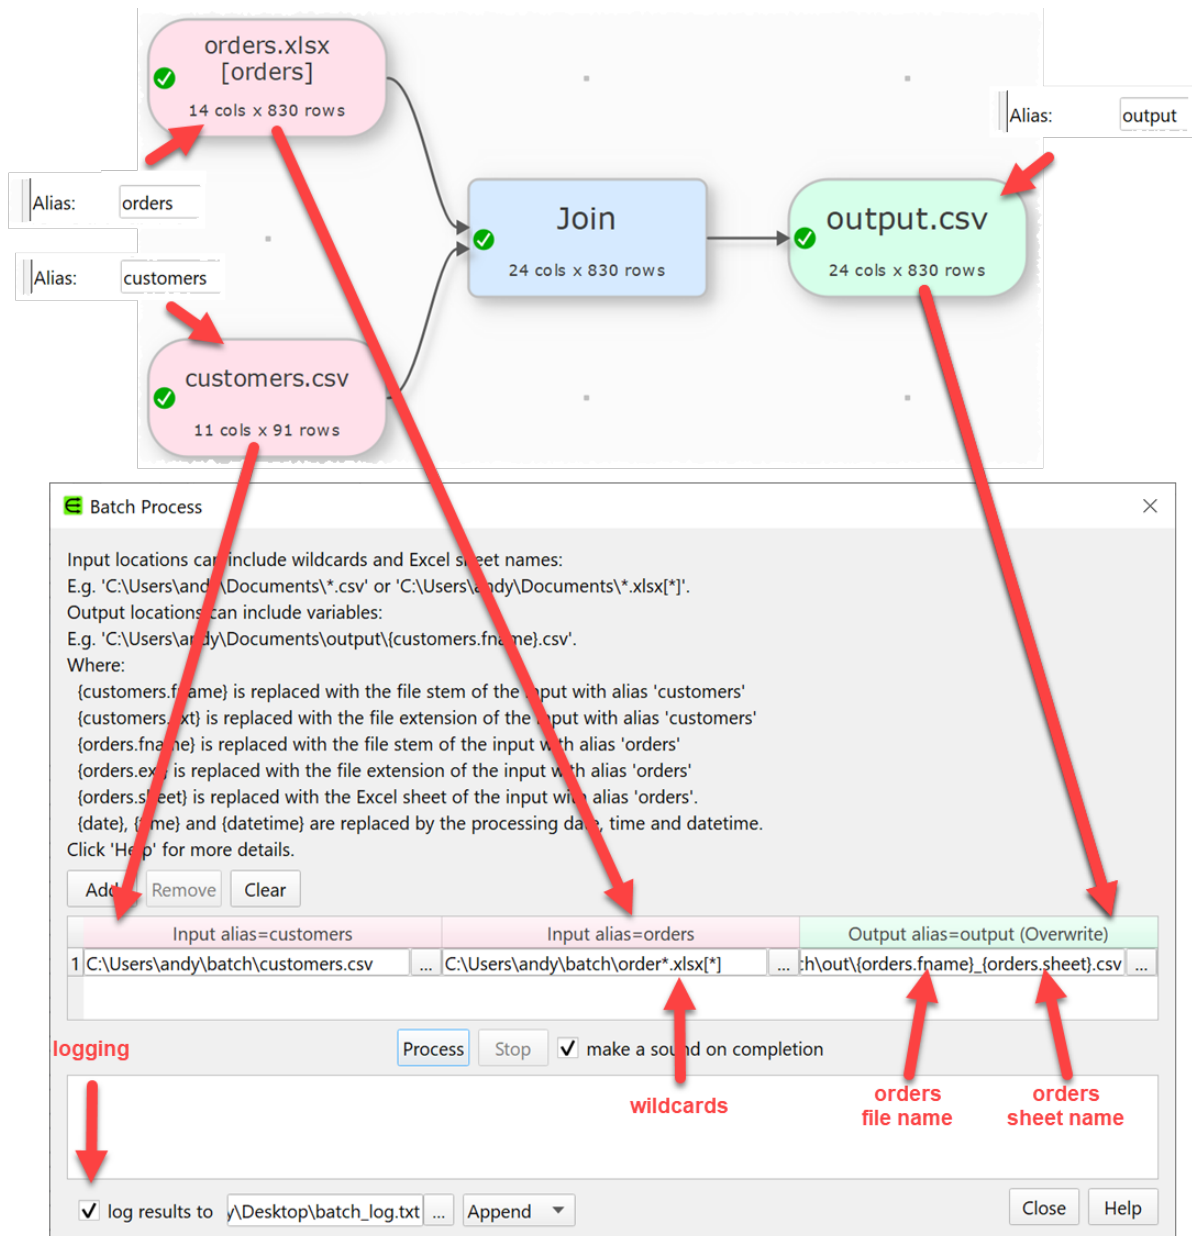 orders.xlsx
[orders]
14 cols x 830 rows
Alias: output
Alias: orders
Join
24 cols x 830 rows
output.csv
24 cols x 830 rows
Alias: customers
customers.csv
11 cols x 91 rows
Batch Process
Input locations can include wildcards and Excel sheet names:
E.g. 'C:\Users\andy\Documents\*.csv' or 'C:\Users\andy\Documents\*.xlsx[*]'.
Output locations can include variables:
E.g. 'C:\Users\andy\Documents\output\{customers.fname}.csv'.
Where:
{customers.fname} is replaced with the file stem of the input with alias 'customers'
{customers.ext} is replaced with the file extension of the input with alias 'customers'
{orders.fname} is replaced with the file stem of the input with alias 'orders'
{orders.ext} is replaced with the file extension of the input with alias 'orders'
{orders.sheet} is replaced with the Excel sheet of the input with alias 'orders'.
{date}, {time} and {datetime} are replaced by the processing date, time and datetime.
Click 'Help' for more details.
Add Remove Clear
Input alias=customers Input alias=orders Output alias=output (Overwrite)
1 C:\Users\andy\batch\customers.csv ... C:\Users\andy\batch\order*.xlsx[*] ... :h\out\{orders.fname}_{orders.sheet}.csv ...
logging
Process Stop make a sound on completion
wildcards
orders
file name
orders
sheet name
log results to y\Desktop\batch_log.txt ... Append
Close Help